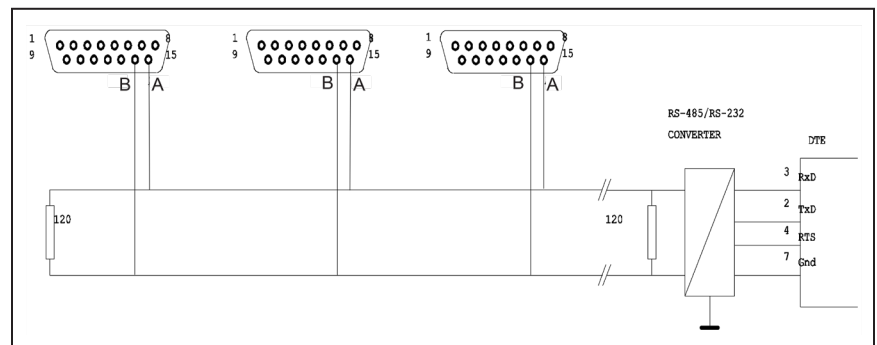 1 8
9 15
B A
1 8
9 15
B A
1 8
9 15
B A
RS-485/RS-232
CONVERTER
DTE
3 RxD
2 TxD
4 RTS
7 Gnd
120
120